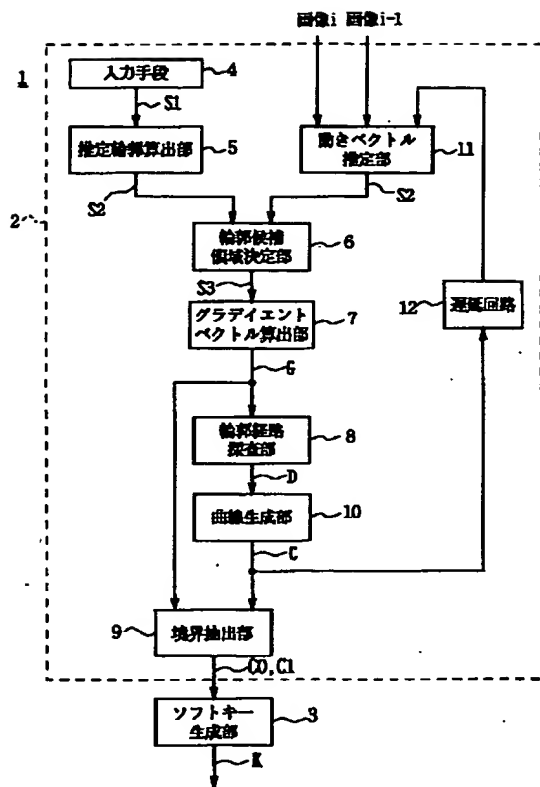 画像i 画像i-1
1
入力手段 4
S1
推定輪郭算出部 5
動きベクトル
推定部 11
S2 S2
2
輪郭候補
領域決定部 6
S3
グラディエント
ベクトル算出部 7
12 遅延回路
G
輪郭経路
探査部 8
D
曲線生成部 10
C
9 境界抽出部
C0,C1
ソフトキー
生成部 3
K